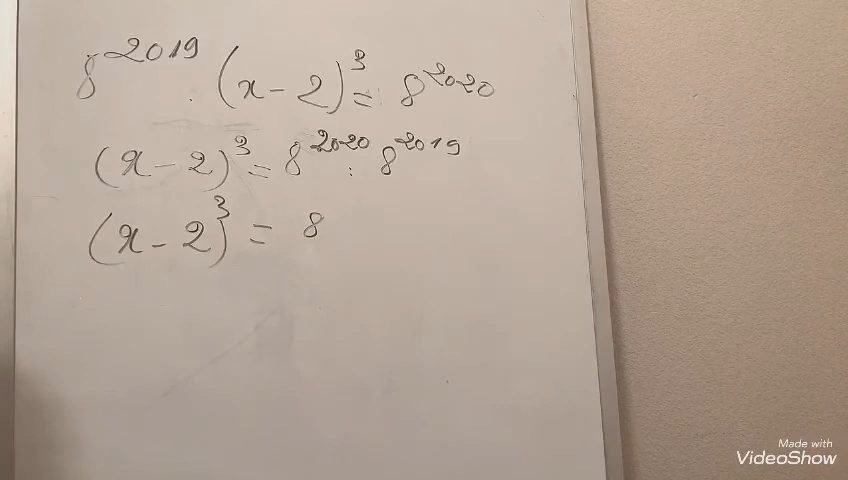 8^2019 . (x-2)^3 = 8^2020
(x-2)^3 = 8^2020 : 8^2019
(x-2)^3 = 8
Made with
VideoShow